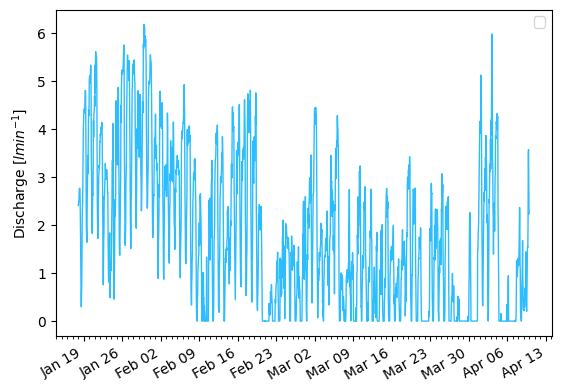 6
5
4
3
2
1
0
Discharge [lmin⁻¹]
Jan 19
Jan 26
Feb 02
Feb 09
Feb 16
Feb 23
Mar 02
Mar 09
Mar 16
Mar 23
Mar 30
Apr 06
Apr 13